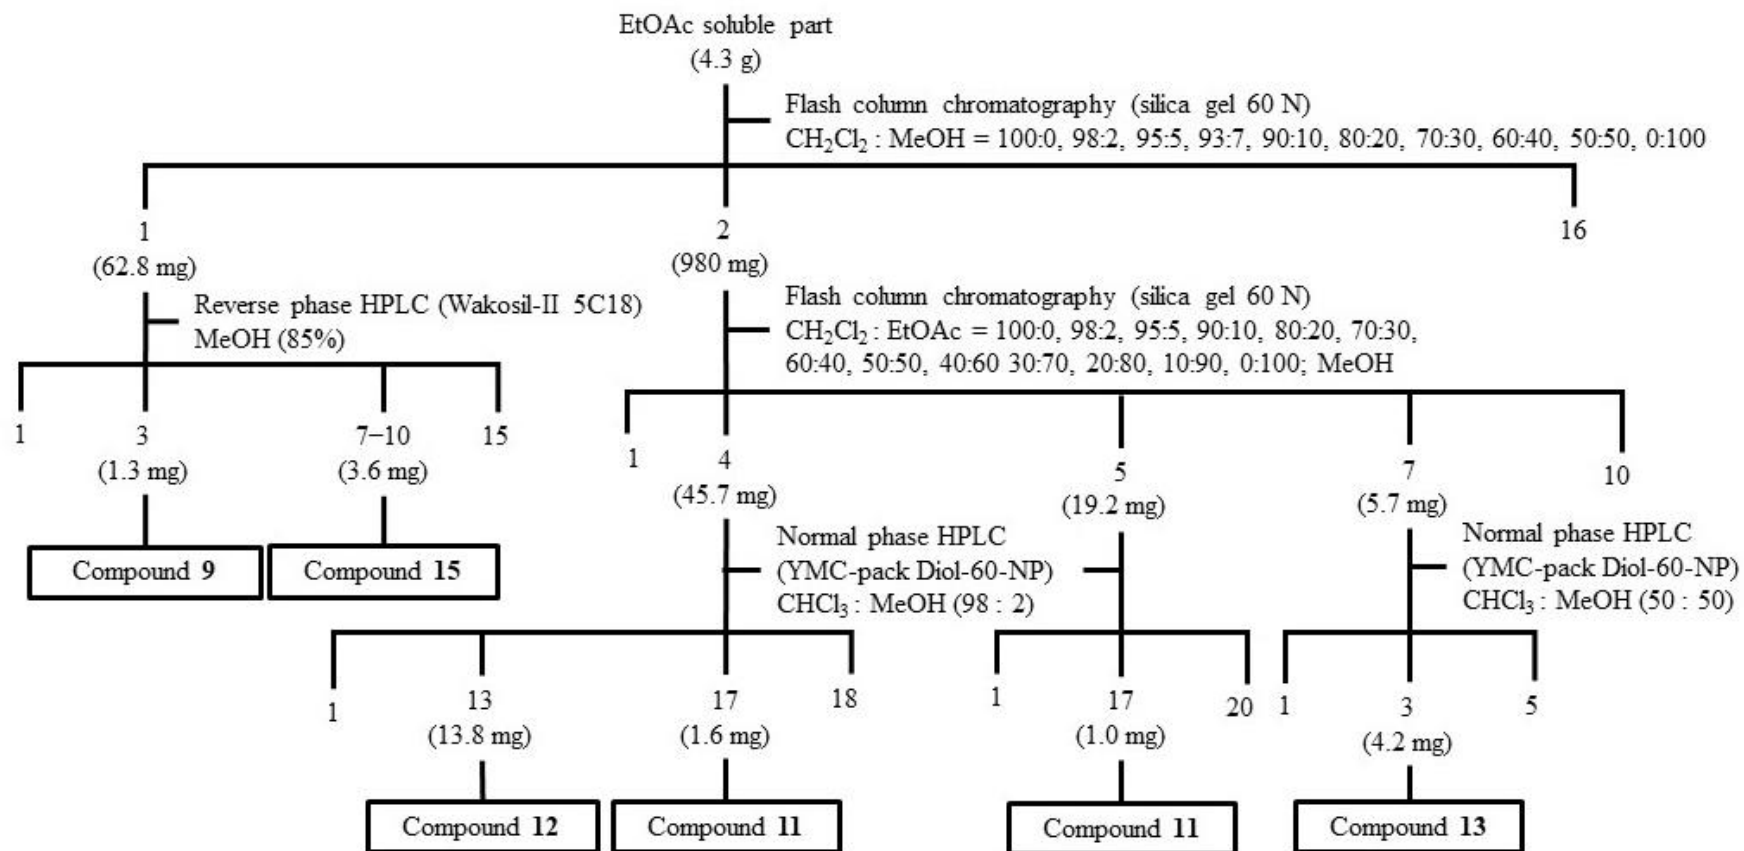 EtOAc soluble part
(4.3 g)
Flash column chromatography (silica gel 60 N)
CH₂Cl₂ : MeOH = 100:0, 98:2, 95:5, 93:7, 90:10, 80:20, 70:30, 60:40, 50:50, 0:100
1
(62.8 mg)
2
(980 mg)
16
Reverse phase HPLC (Wakosil-II 5C18)
MeOH (85%)
Flash column chromatography (silica gel 60 N)
CH₂Cl₂ : EtOAc = 100:0, 98:2, 95:5, 90:10, 80:20, 70:30,
60:40, 50:50, 40:60 30:70, 20:80, 10:90, 0:100; MeOH
1
3
(1.3 mg)
7−10
(3.6 mg)
15
Compound 9
Compound 15
1
4
(45.7 mg)
5
(19.2 mg)
7
(5.7 mg)
10
Normal phase HPLC
(YMC-pack Diol-60-NP)
CHCl₃ : MeOH (98 : 2)
Normal phase HPLC
(YMC-pack Diol-60-NP)
CHCl₃ : MeOH (50 : 50)
1
13
(13.8 mg)
17
(1.6 mg)
18
1
17
(1.0 mg)
20
1
3
(4.2 mg)
5
Compound 12
Compound 11
Compound 11
Compound 13